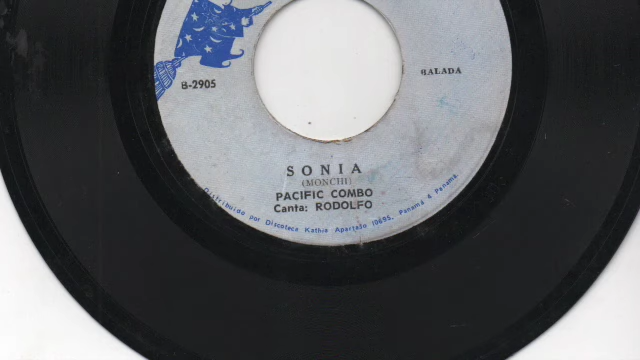 B-2905
BALADA
SONIA
(MONCHI)
PACIFIC COMBO
Canta: RODOLFO
Distribuido por Discoteca Kathia Apartado 10695, Panamá 4 Panamá.